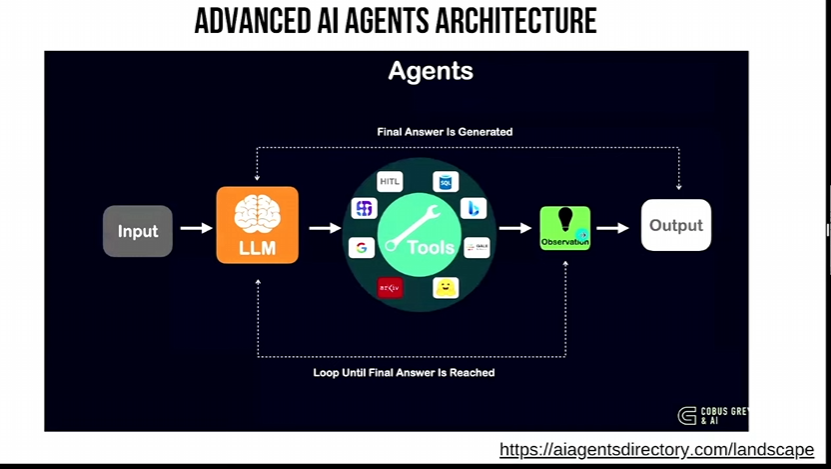 ADVANCED AI AGENTS ARCHITECTURE
Agents
Final Answer Is Generated
HITL
SQL
Input
LLM
Tools
G
Observation
Output
Loop Until Final Answer Is Reached
COBUS GREY
& AI
https://aiagentsdirectory.com/landscape